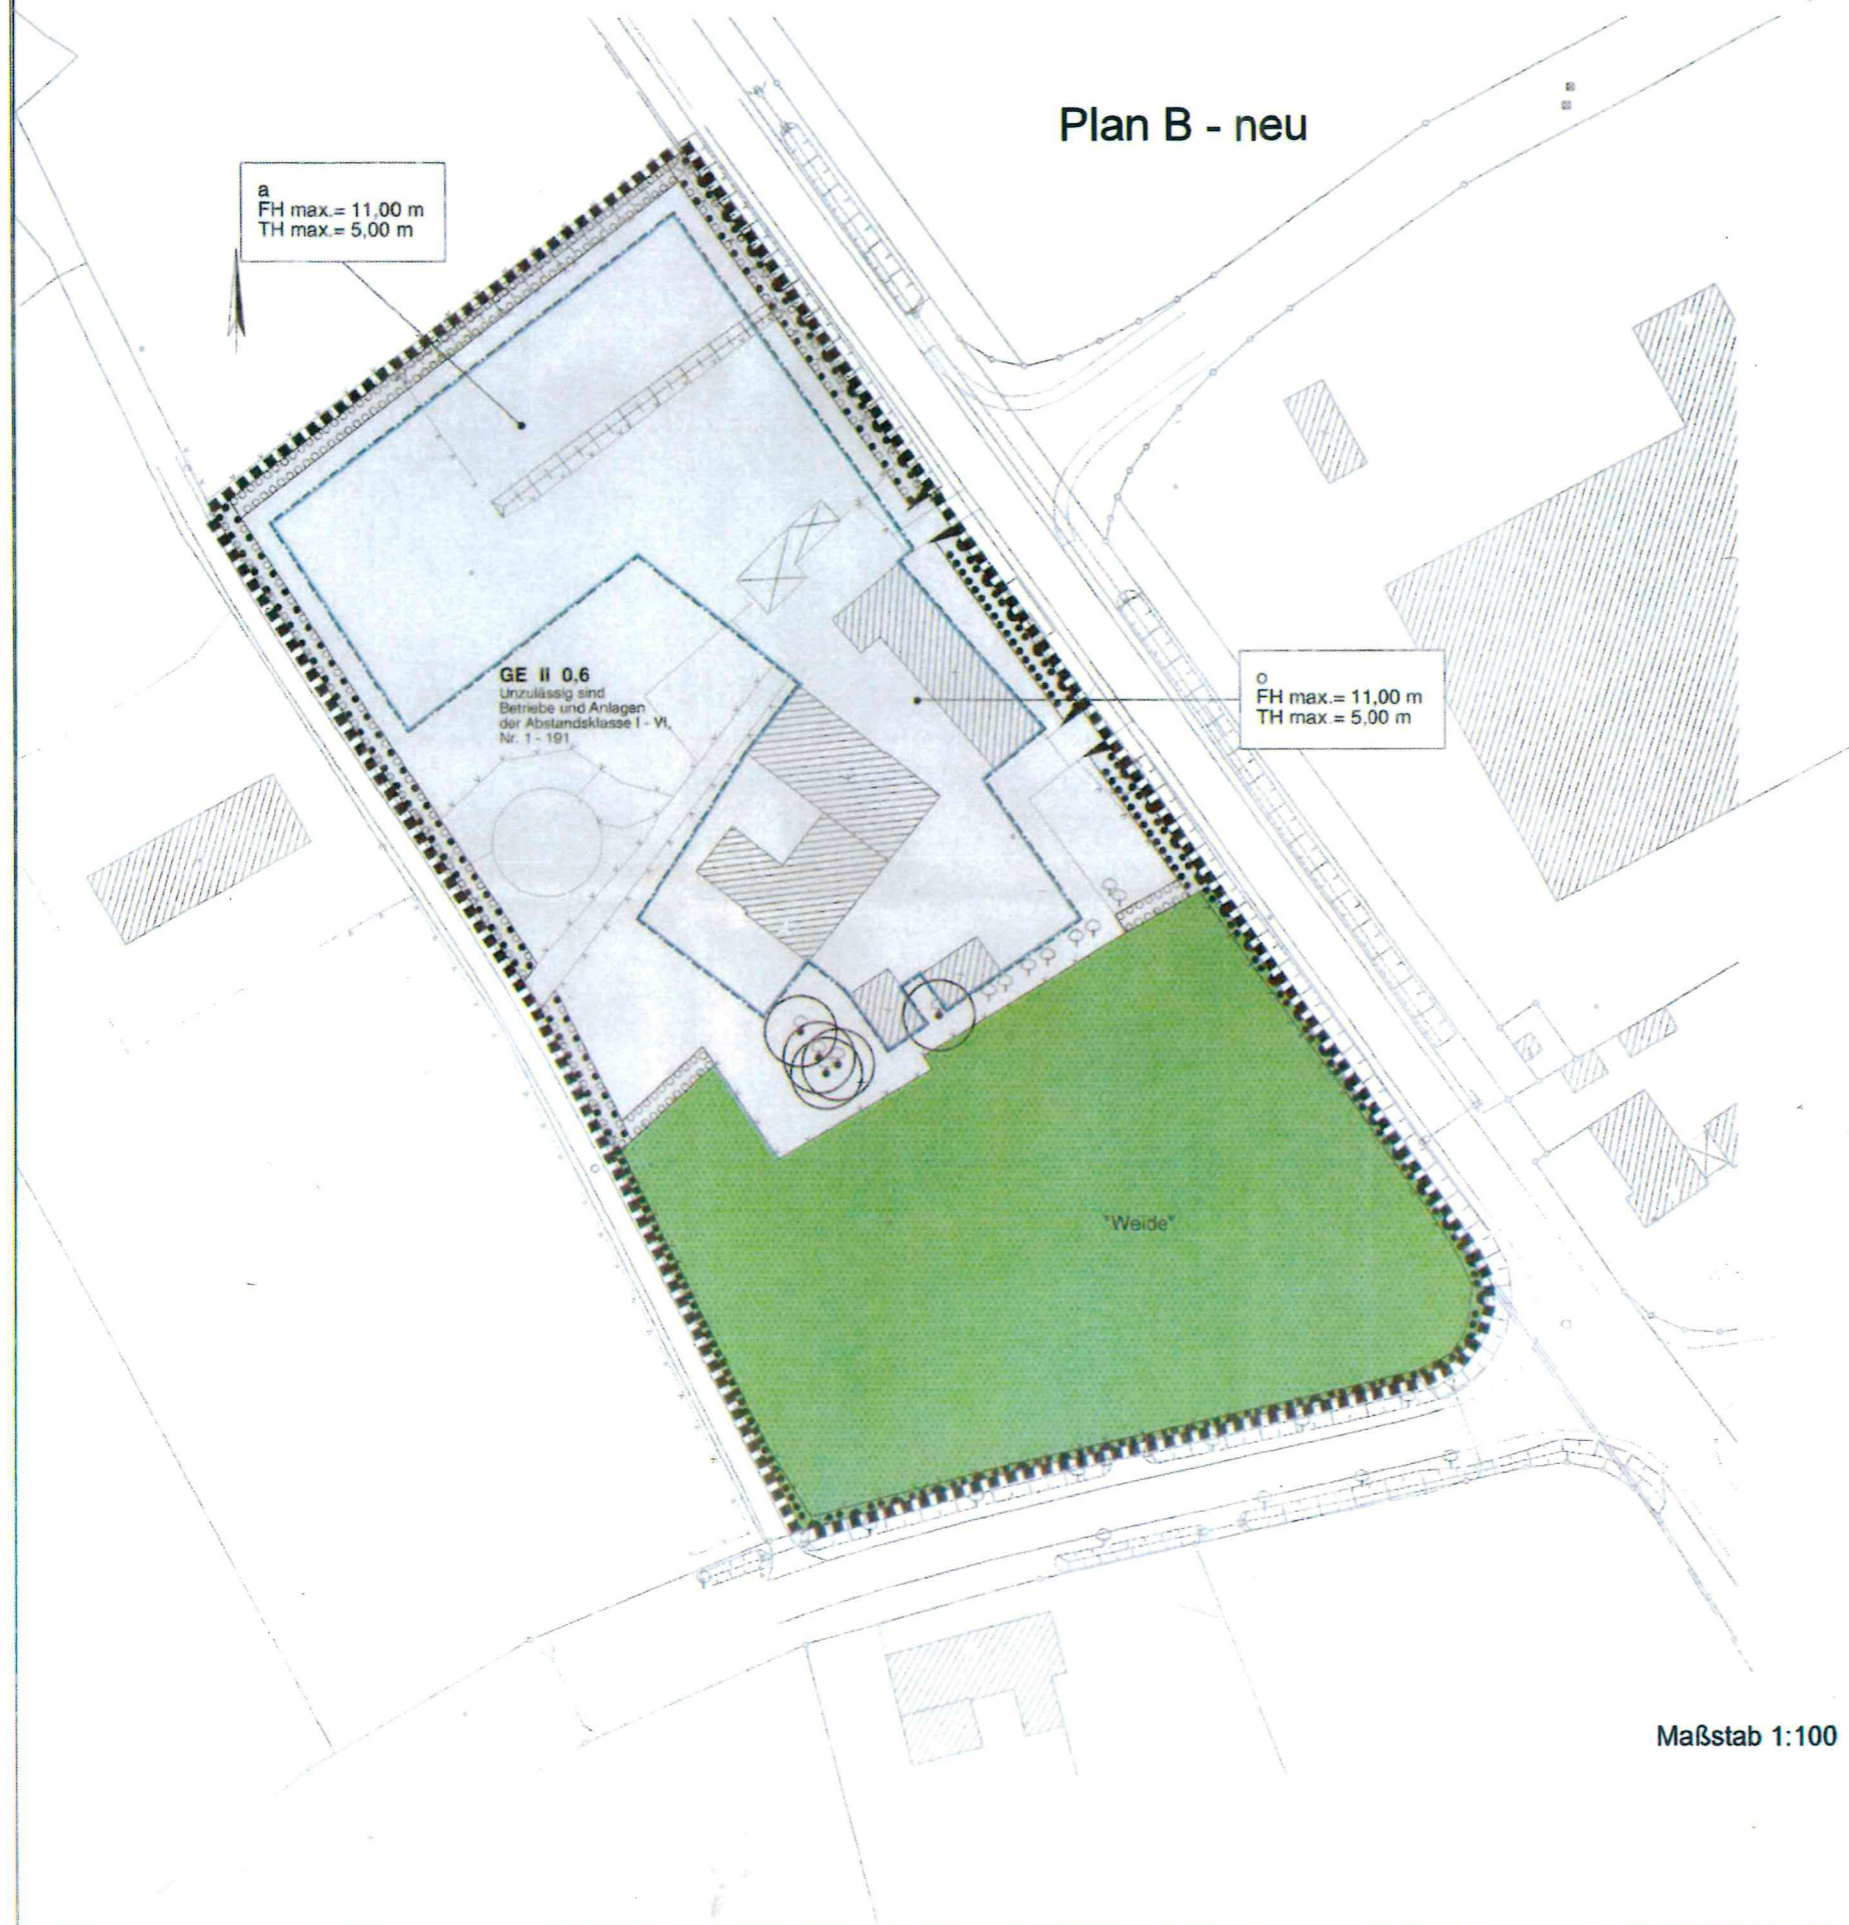 Plan B - neu
a
FH max.= 11,00 m
TH max.= 5,00 m
GE II 0,6
Unzulässig sind
Betriebe und Anlagen
der Abstandsklasse I - VI,
Nr. 1 - 191
o
FH max.= 11,00 m
TH max.= 5,00 m
"Weide"
Maßstab 1:100